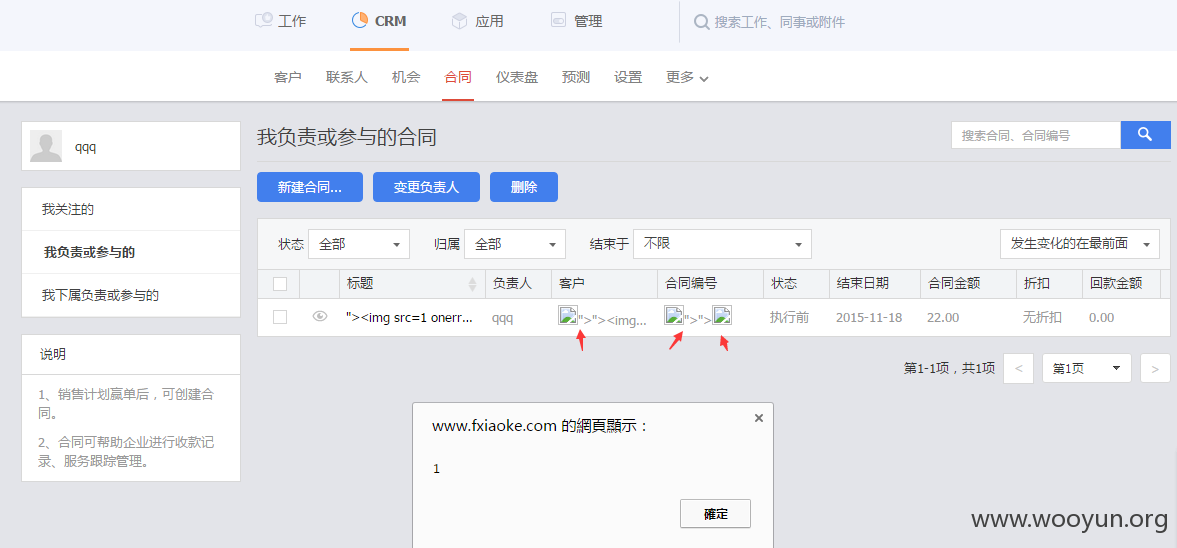 工作 CRM 应用 管理 搜索工作、同事或附件
客户 联系人 机会 合同 仪表盘 预测 设置 更多
qqq
我关注的
我负责或参与的
我下属负责或参与的
说明
1、销售计划赢单后，可创建合
同。
2、合同可帮助企业进行收款记
录、服务跟踪管理。
我负责或参与的合同
搜索合同、合同编号
新建合同... 变更负责人 删除
状态 全部 归属 全部 结束于 不限 发生变化的在最前面
标题 负责人 客户 合同编号 状态 结束日期 合同金额 折扣 回款金额
"><img src=1 onerr... qqq ">"><img... ">"> 执行前 2015-11-18 22.00 无折扣 0.00
第1-1项，共1项 < 第1页 >
www.fxiaoke.com 的網頁顯示： ×
1
確定
www.wooyun.org